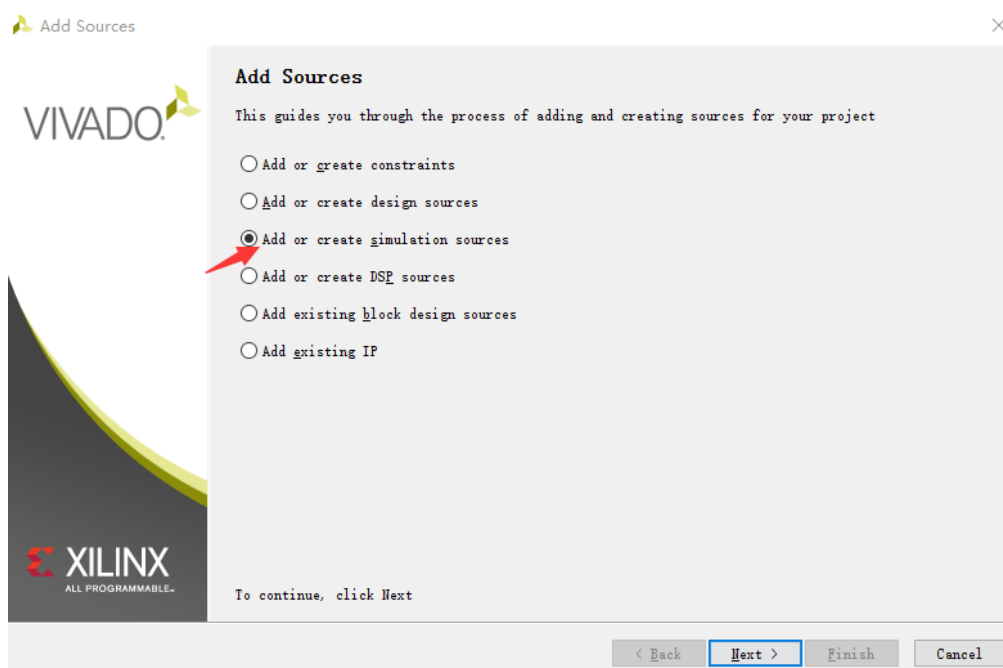 Add Sources
VIVADO.
Add Sources
This guides you through the process of adding and creating sources for your project
Add or create constraints
Add or create design sources
Add or create simulation sources
Add or create DSP sources
Add existing block design sources
Add existing IP
XILINX
ALL PROGRAMMABLE™
To continue, click Next
< Back
Next >
Finish
Cancel